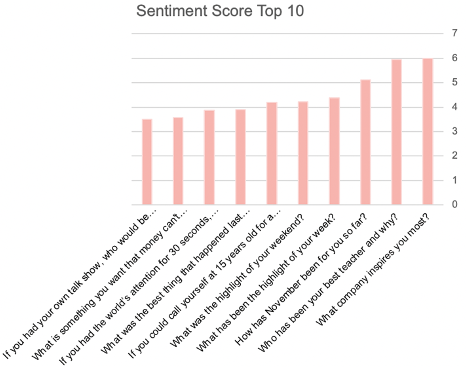 Sentiment Score Top 10
7
6
5
4
3
2
1
0
If you had your own talk show, who would be...
What is something you want that money can't...
If you had the world's attention for 30 seconds,...
What was the best thing that happened last...
If you could call yourself at 15 years old for a...
What was the highlight of your weekend?
What has been the highlight of your week?
How has November been for you so far?
Who has been your best teacher and why?
What company inspires you most?